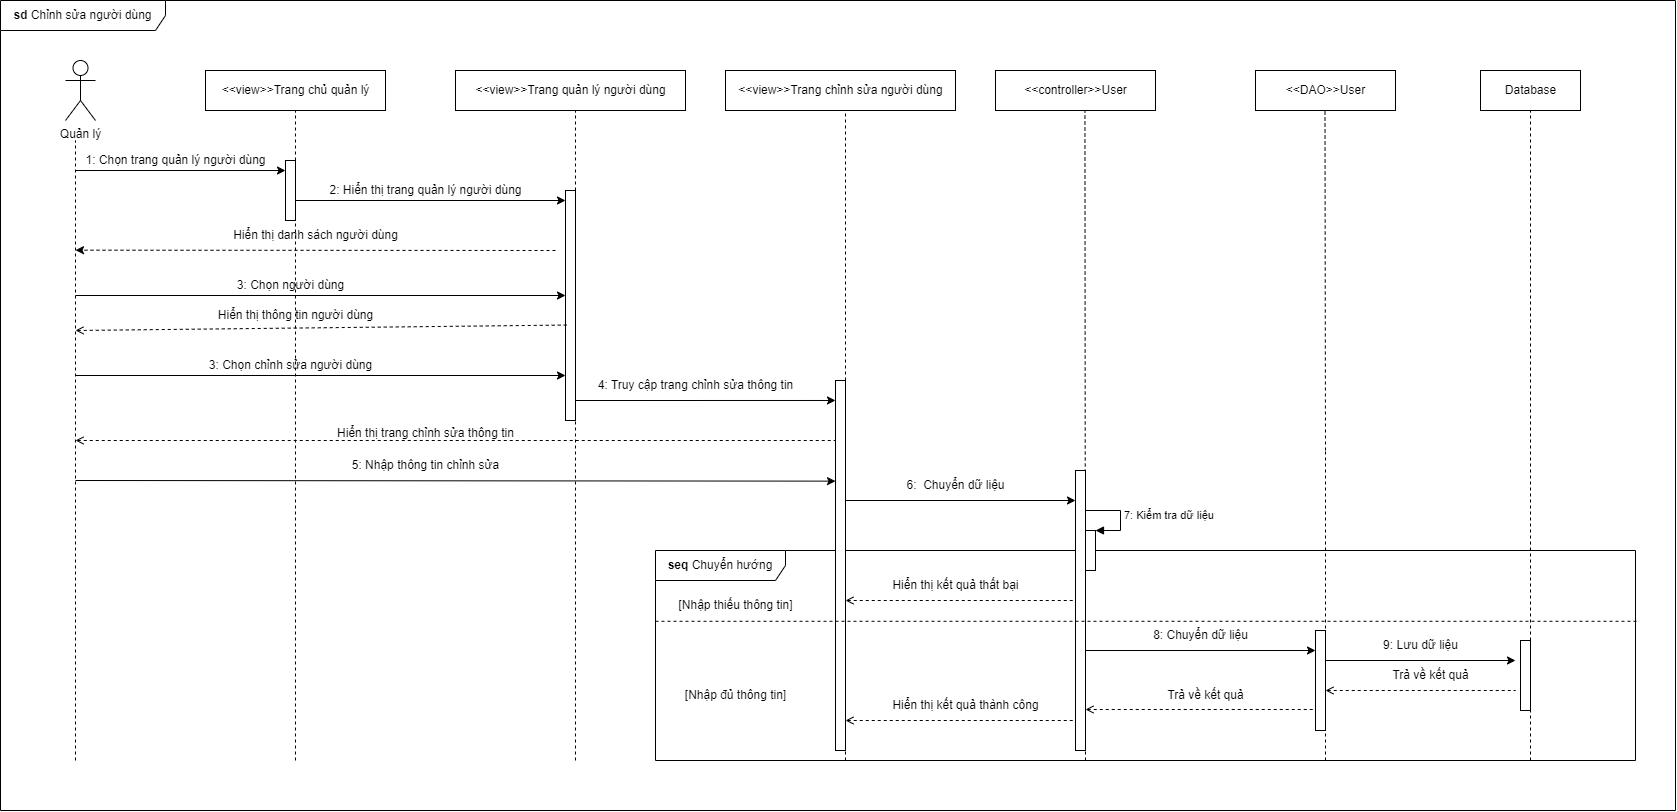 sd Chỉnh sửa người dùng
<<view>>Trang chủ quản lý
<<view>>Trang quản lý người dùng
<<view>>Trang chỉnh sửa người dùng
<<controller>>User
<<DAO>>User
Database
Quản lý
1: Chọn trang quản lý người dùng
2: Hiển thị trang quản lý người dùng
Hiển thị danh sách người dùng
3: Chọn người dùng
Hiển thị thông tin người dùng
3: Chọn chỉnh sửa người dùng
4: Truy cập trang chỉnh sửa thông tin
Hiển thị trang chỉnh sửa thông tin
5: Nhập thông tin chỉnh sửa
6: Chuyển dữ liệu
7: Kiểm tra dữ liệu
seq Chuyển hướng
Hiển thị kết quả thất bại
[Nhập thiếu thông tin]
8: Chuyển dữ liệu
9: Lưu dữ liệu
Trả về kết quả
[Nhập đủ thông tin]
Trả về kết quả
Hiển thị kết quả thành công